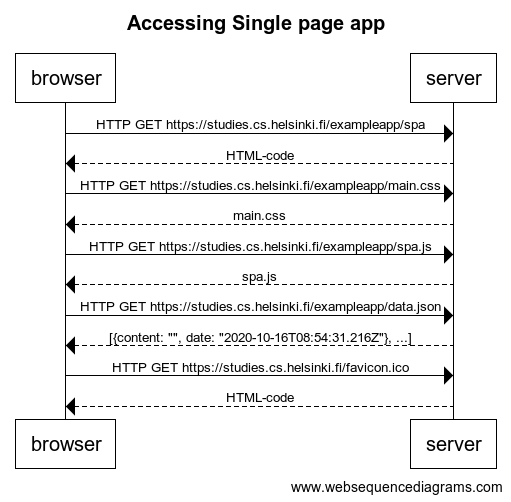 Accessing Single page app
browser server
HTTP GET https://studies.cs.helsinki.fi/exampleapp/spa
HTML-code
HTTP GET https://studies.cs.helsinki.fi/exampleapp/main.css
main.css
HTTP GET https://studies.cs.helsinki.fi/exampleapp/spa.js
spa.js
HTTP GET https://studies.cs.helsinki.fi/exampleapp/data.json
[{content: "", date: "2020-10-16T08:54:31.216Z"}, ...]
HTTP GET https://studies.cs.helsinki.fi/favicon.ico
HTML-code
browser server
www.websequencediagrams.com